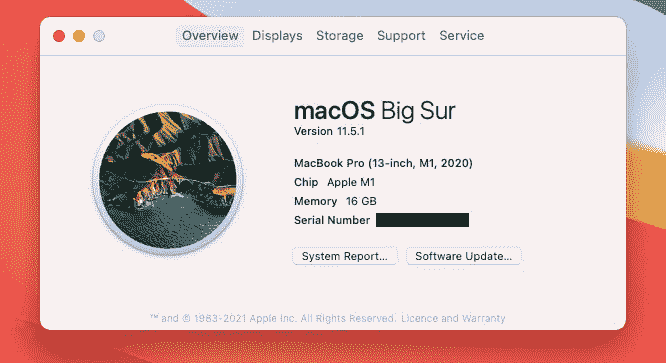 Overview Displays Storage Support Service
macOS Big Sur
Version 11.5.1
MacBook Pro (13-inch, M1, 2020)
Chip Apple M1
Memory 16 GB
Serial Number
System Report... Software Update...
™ and © 1983-2021 Apple Inc. All Rights Reserved. Licence and Warranty